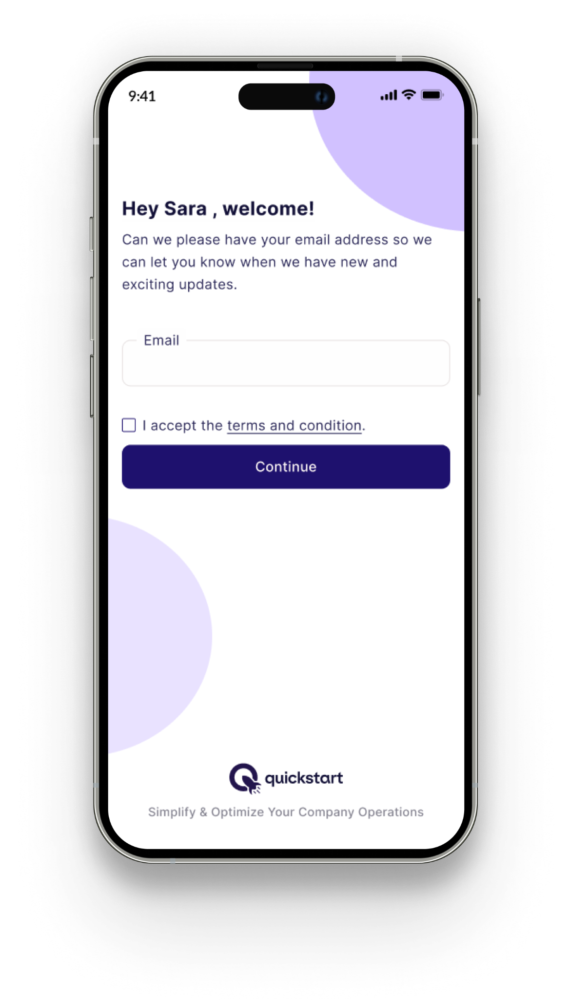 9:41
Hey Sara , welcome!
Can we please have your email address so we
can let you know when we have new and
exciting updates.
Email
I accept the terms and condition.
Continue
quickstart
Simplify & Optimize Your Company Operations